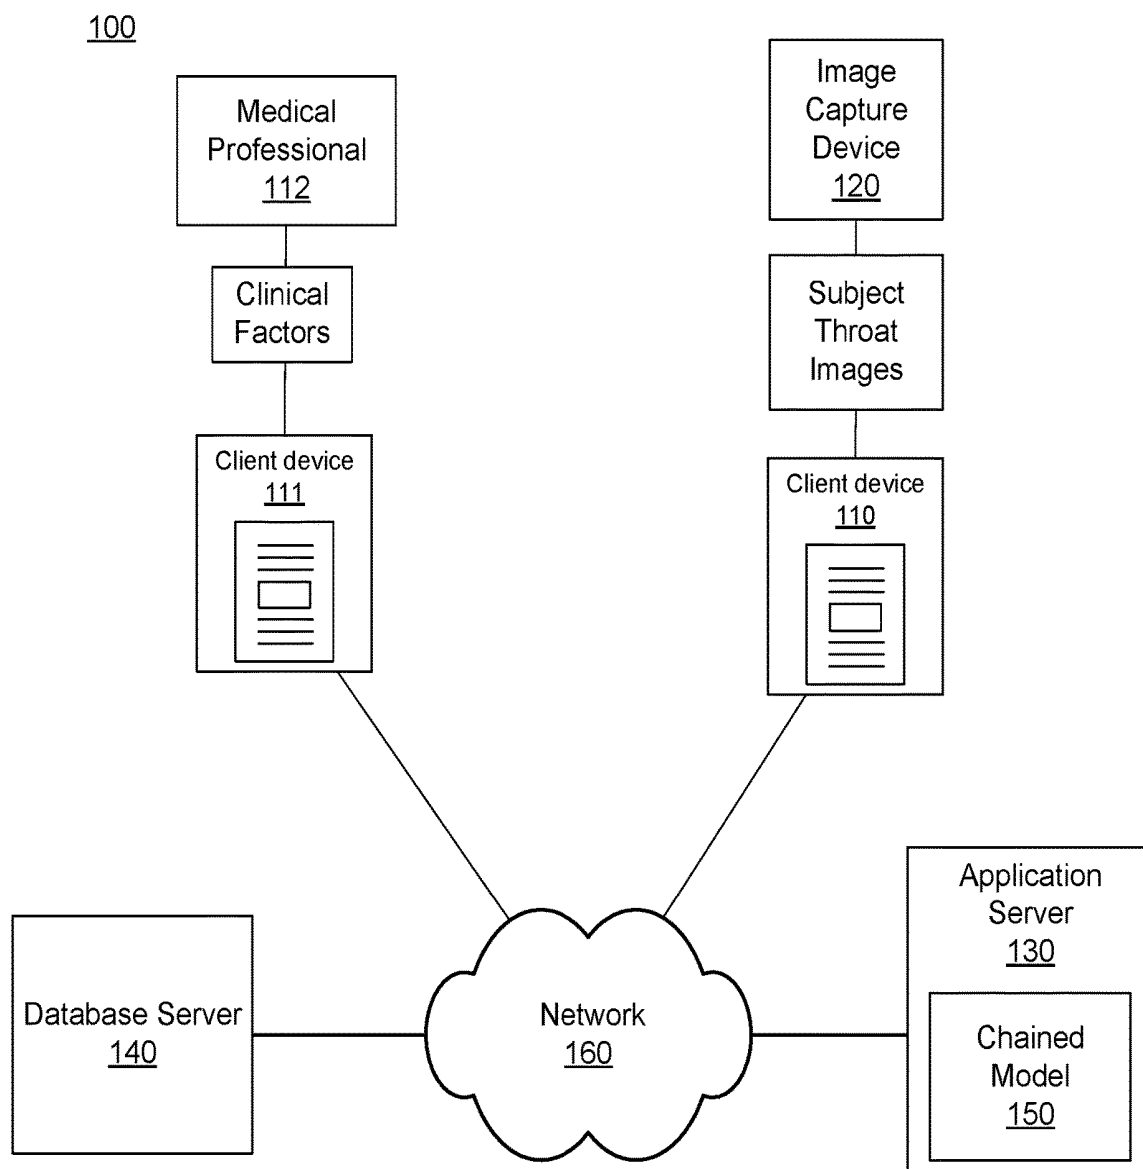 100
Medical
Professional
112
Image
Capture
Device
120
Clinical
Factors
Subject
Throat
Images
Client device
111
Client device
110
Application
Server
130
Database Server
140
Network
160
Chained
Model
150